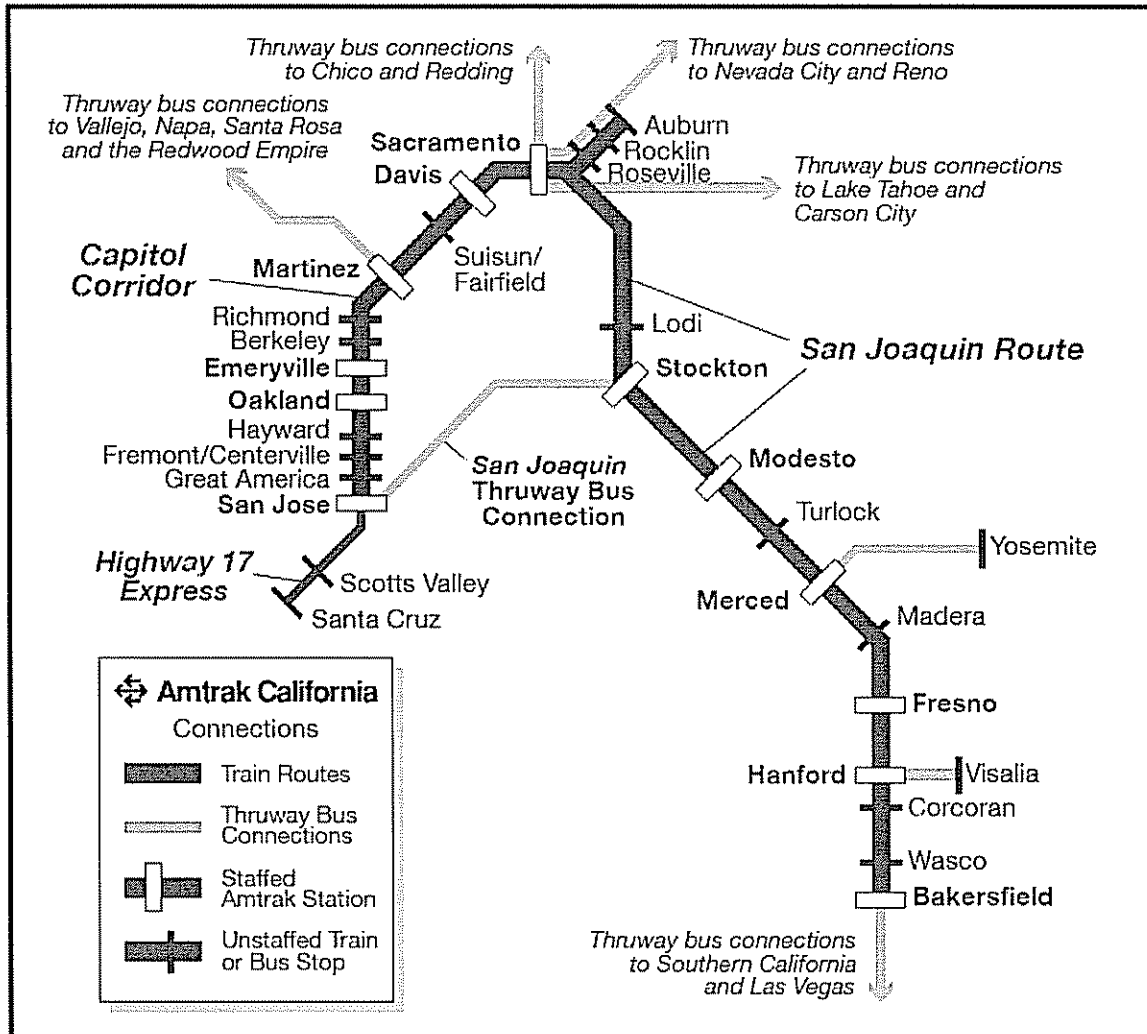 Thruway bus connections
to Chico and Redding
Thruway bus connections
to Nevada City and Reno
Thruway bus connections
to Vallejo, Napa, Santa Rosa
and the Redwood Empire
Sacramento
Davis
Auburn
Rocklin
Roseville
Thruway bus connections
to Lake Tahoe and
Carson City
Suisun/
Fairfield
Capitol
Corridor
Martinez
Richmond
Berkeley
Emeryville
Oakland
Hayward
Fremont/Centerville
Great America
San Jose
Lodi
Stockton
San Joaquin Route
San Joaquin
Thruway Bus
Connection
Modesto
Turlock
Yosemite
Merced
Madera
Highway 17
Express
Scotts Valley
Santa Cruz
Fresno
Hanford
Visalia
Corcoran
Wasco
Bakersfield
Thruway bus connections
to Southern California
and Las Vegas
Amtrak California
Connections
Train Routes
Thruway Bus
Connections
Staffed
Amtrak Station
Unstaffed Train
or Bus Stop